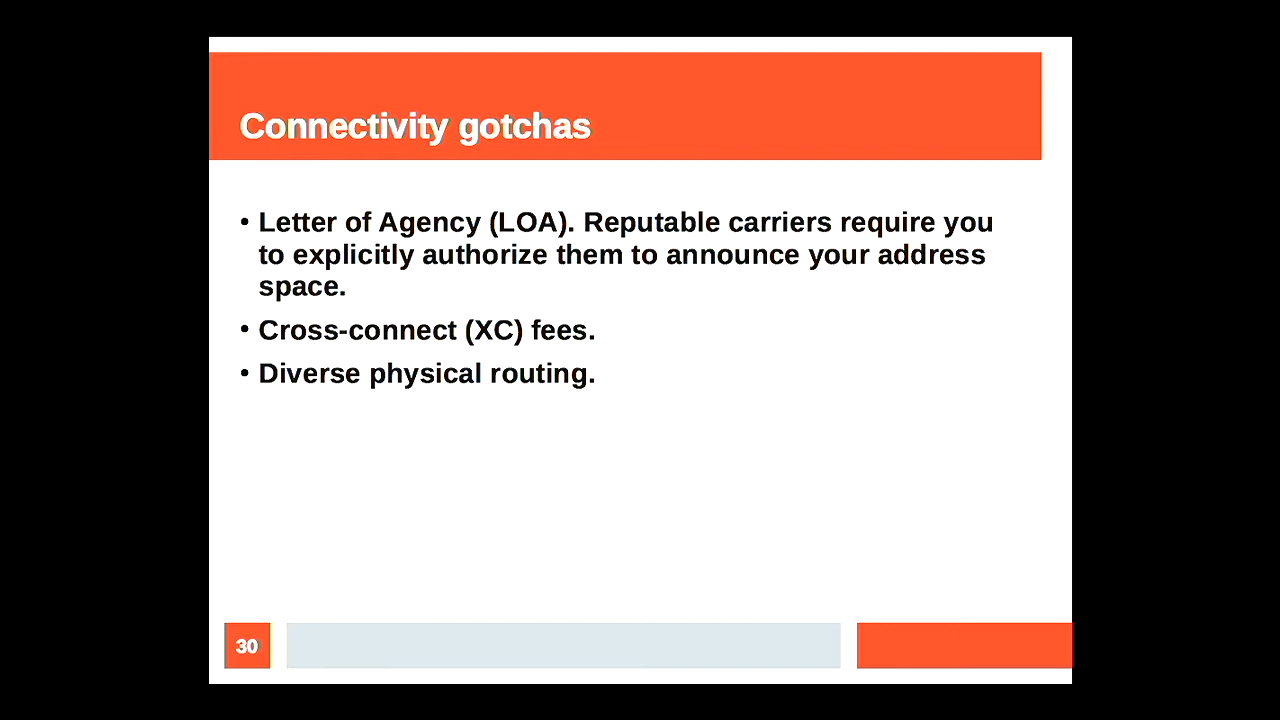 Connectivity gotchas
• Letter of Agency (LOA). Reputable carriers require you
to explicitly authorize them to announce your address
space.
• Cross-connect (XC) fees.
• Diverse physical routing.
30